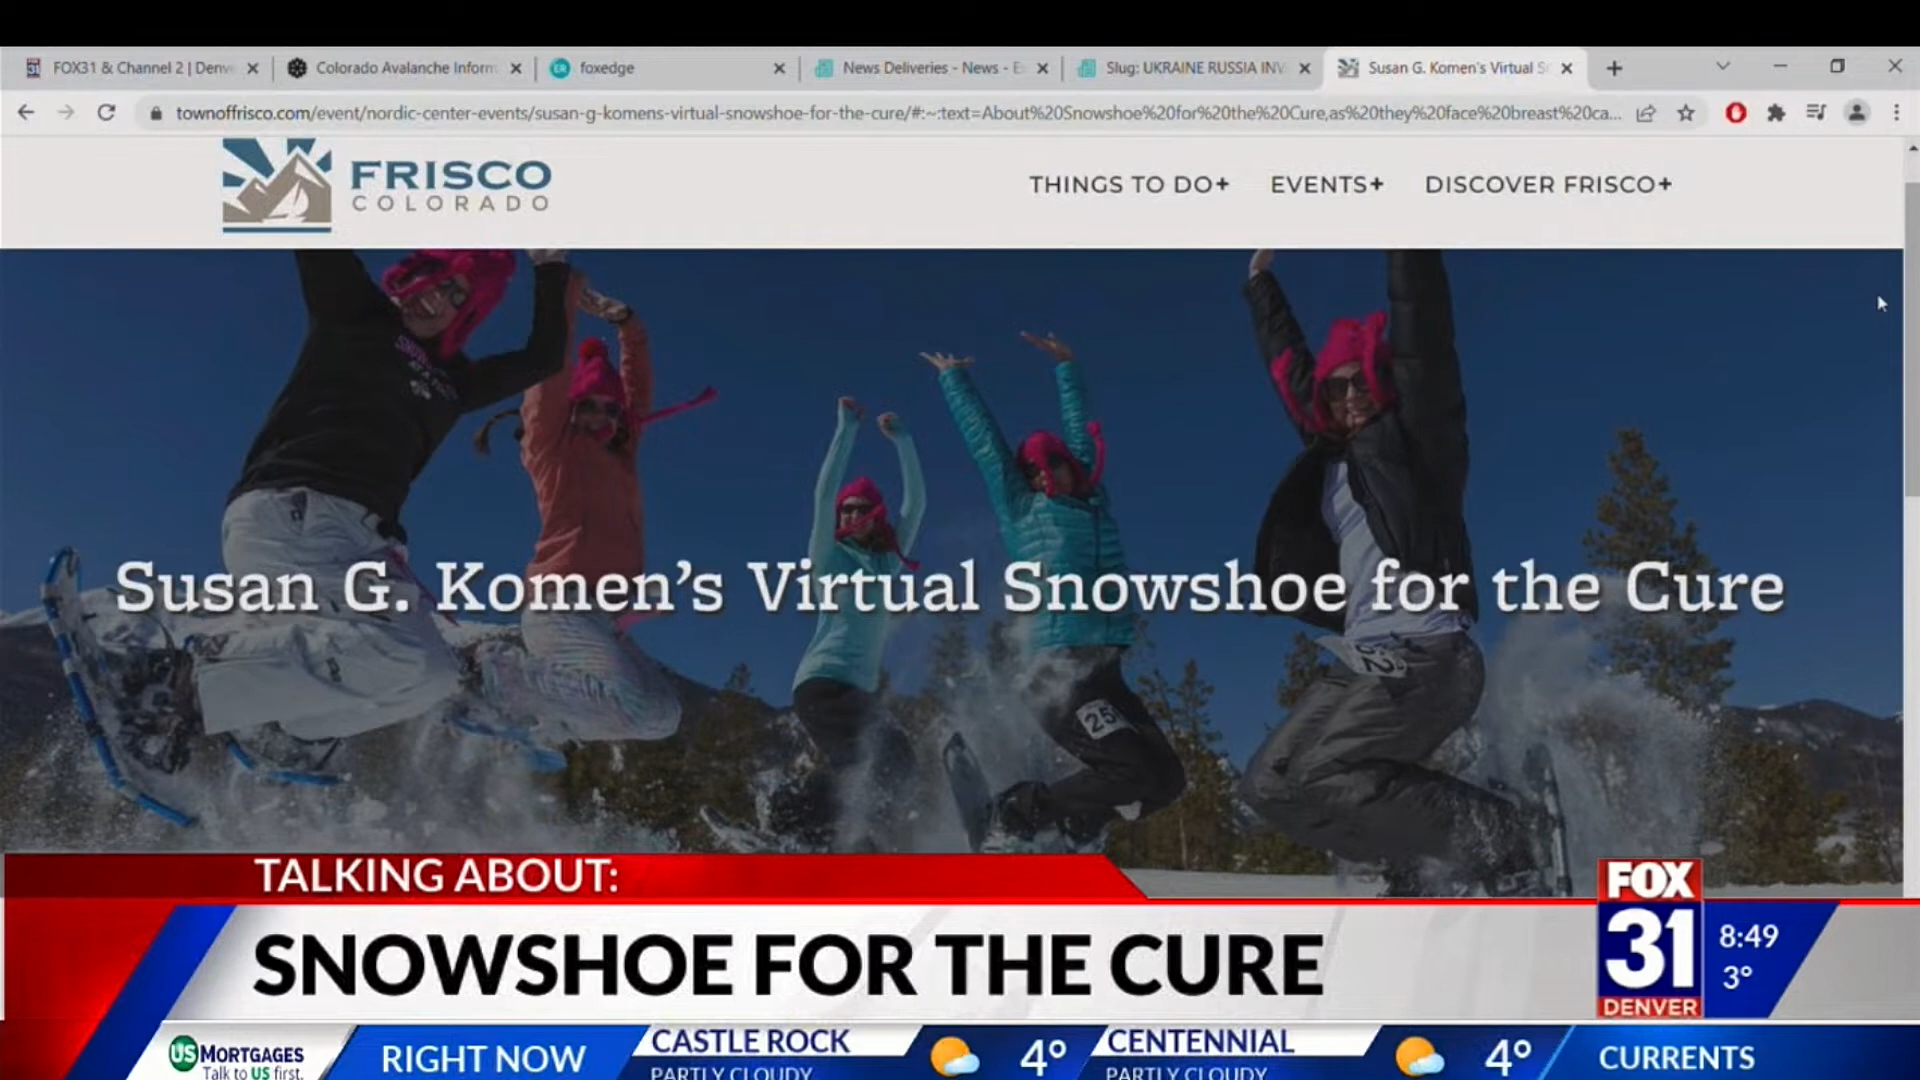 31 FOX31 & Channel 2 | Denv
Colorado Avalanche Inform
ER foxedge
News Deliveries - News - E
Slug: UKRAINE RUSSIA INV
Susan G. Komen's Virtual S
townoffrisco.com/event/nordic-center-events/susan-g-komens-virtual-snowshoe-for-the-cure/#:~:text=About%20Snowshoe%20for%20the%20Cure,as%20they%20face%20breast%20ca...
FRISCO
COLORADO
THINGS TO DO+
EVENTS+
DISCOVER FRISCO+
Susan G. Komen’s Virtual Snowshoe for the Cure
25
TALKING ABOUT:
SNOWSHOE FOR THE CURE
FOX
31
DENVER
8:49
3°
US MORTGAGES
Talk to US first.
RIGHT NOW
CASTLE ROCK
PARTLY CLOUDY
4°
CENTENNIAL
PARTLY CLOUDY
4°
CURRENTS